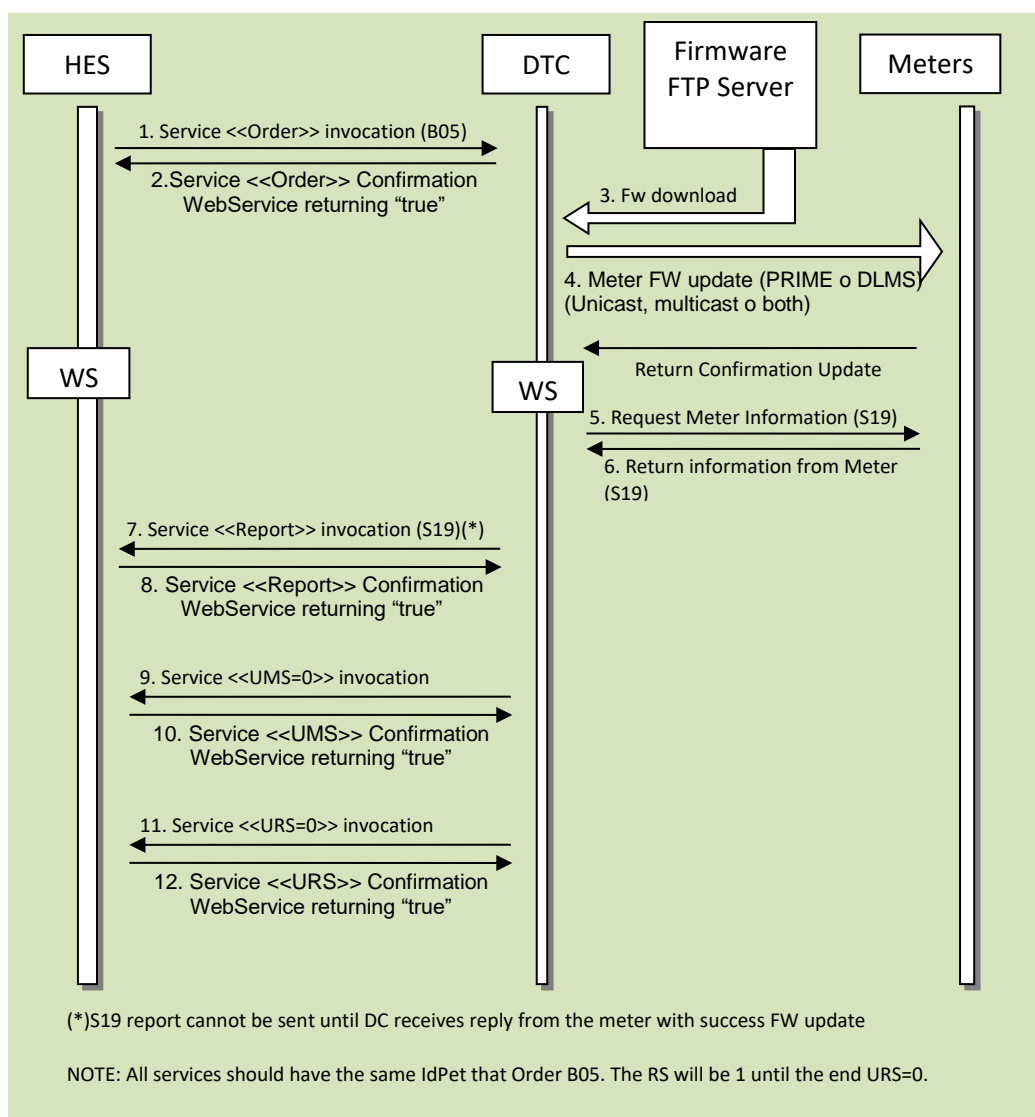 HES
DTC
Firmware
FTP Server
Meters
1. Service <<Order>> invocation (B05)
2.Service <<Order>> Confirmation
WebService returning “true”
3. Fw download
4. Meter FW update (PRIME o DLMS)
(Unicast, multicast o both)
WS
WS
Return Confirmation Update
5. Request Meter Information (S19)
6. Return information from Meter
(S19)
7. Service <<Report>> invocation (S19)(*)
8. Service <<Report>> Confirmation
WebService returning “true”
9. Service <<UMS=0>> invocation
10. Service <<UMS>> Confirmation
WebService returning “true”
11. Service <<URS=0>> invocation
12. Service <<URS>> Confirmation
WebService returning “true”
(*)S19 report cannot be sent until DC receives reply from the meter with success FW update
NOTE: All services should have the same IdPet that Order B05. The RS will be 1 until the end URS=0.